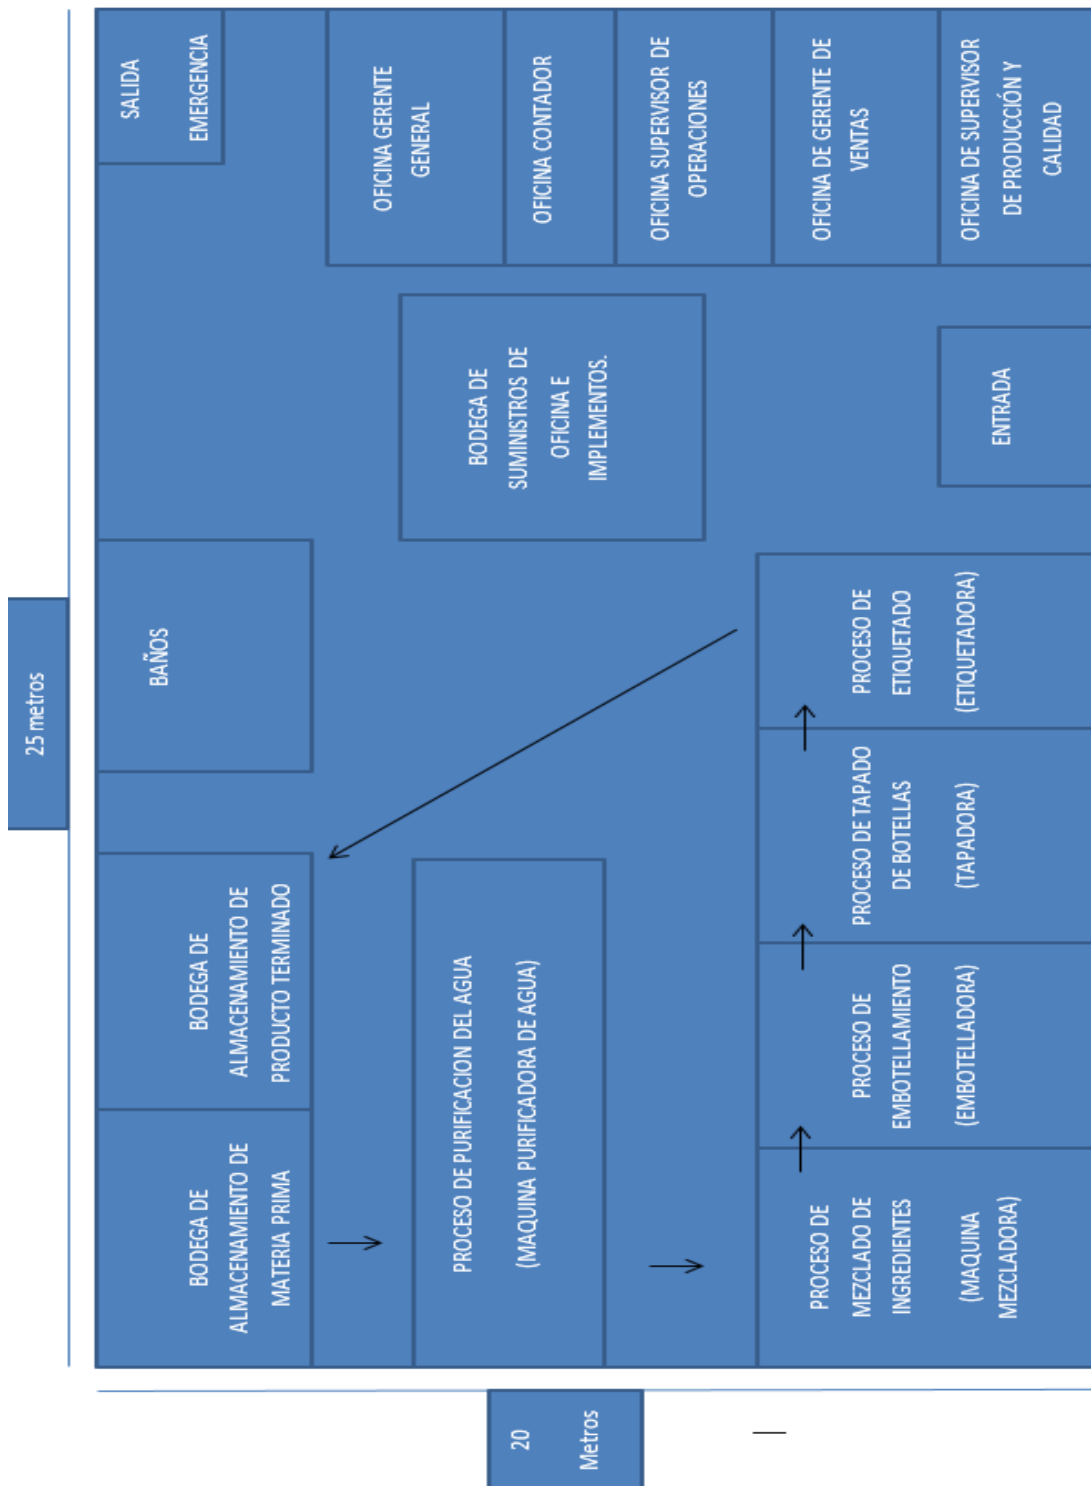 25 metros
SALIDA
EMERGENCIA
BAÑOS
BODEGA DE
ALMACENAMIENTO DE
PRODUCTO TERMINADO
BODEGA DE
ALMACENAMIENTO DE
MATERIA PRIMA
OFICINA GERENTE
GENERAL
OFICINA CONTADOR
OFICINA SUPERVISOR DE
OPERACIONES
OFICINA DE GERENTE DE
VENTAS
OFICINA DE SUPERVISOR
DE PRODUCCIÓN Y
CALIDAD
BODEGA DE
SUMINISTROS DE
OFICINA E
IMPLEMENTOS.
ENTRADA
PROCESO DE PURIFICACION DEL AGUA
(MAQUINA PURIFICADORA DE AGUA)
PROCESO DE
MEZCLADO DE
INGREDIENTES
(MAQUINA
MEZCLADORA)
PROCESO DE
EMBOTELLAMIENTO
(EMBOTELLADORA)
PROCESO DE TAPADO
DE BOTELLAS
(TAPADORA)
PROCESO DE
ETIQUETADO
(ETIQUETADORA)
20
Metros